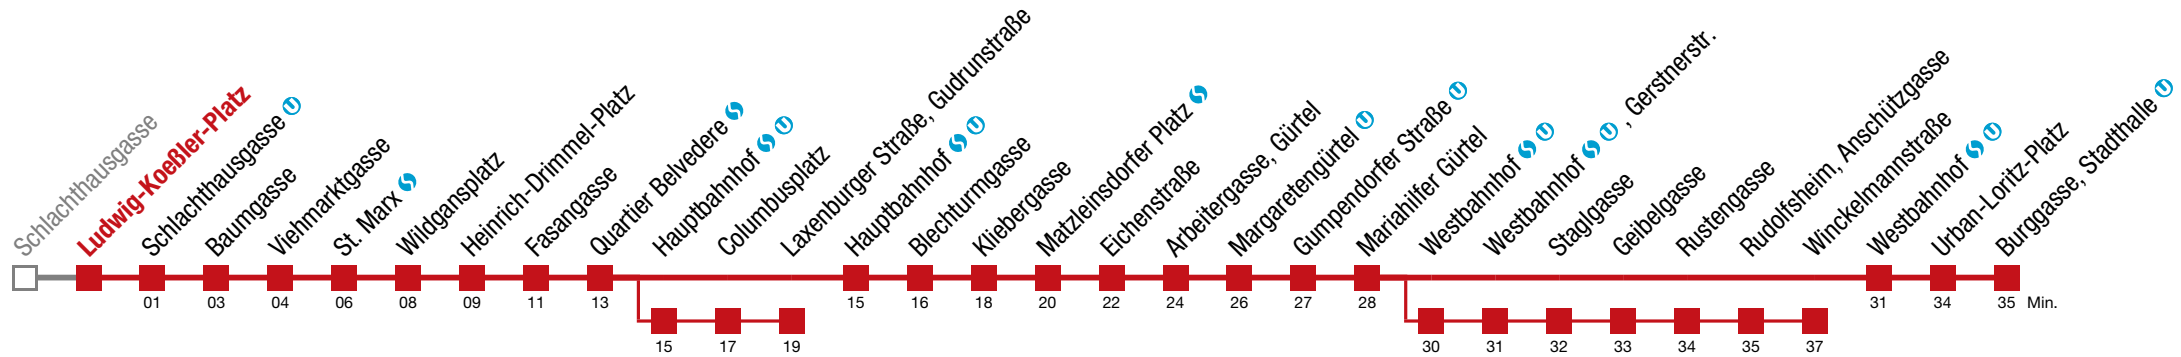 Schlachthausgasse
Ludwig-Koeßler-Platz
Schlachthausgasse U
Baumgasse
Viehmarktgasse
St. Marx S
Wildgansplatz
Heinrich-Drimmel-Platz
Fasangasse
Quartier Belvedere S
Hauptbahnhof S U
Columbusplatz
Laxenburger Straße, Gudrunstraße
Hauptbahnhof S U
Blechturmgasse
Kliebergasse
Matzleinsdorfer Platz S
Eichenstraße
Arbeitergasse, Gürtel
Margaretengürtel U
Gumpendorfer Straße U
Mariahilfer Gürtel
Westbahnhof S U
Westbahnhof S U , Gerstnerstr.
Staglgasse
Geibelgasse
Rustengasse
Rudolfsheim, Anschützgasse
Winckelmannstraße
Westbahnhof S U
Urban-Loritz-Platz
Burggasse, Stadthalle U
01 03 04 06 08 09 11 13 15 16 18 20 22 24 26 27 28 31 34 35 Min.
15 17 19 30 31 32 33 34 35 37